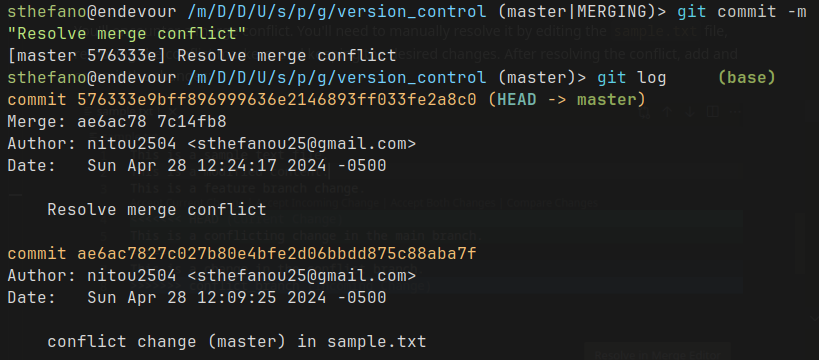 sthefano@endevour /m/D/D/U/s/p/g/version_control (master|MERGING)> git commit -m
"Resolve merge conflict"
[master 576333e] Resolve merge conflict
sthefano@endevour /m/D/D/U/s/p/g/version_control (master)> git log (base)
commit 576333e9bff896999636e2146893ff033fe2a8c0 (HEAD -> master)
Merge: ae6ac78 7c14fb8
Author: nitou2504 <sthefanou25@gmail.com>
Date:   Sun Apr 28 12:24:17 2024 -0500
Resolve merge conflict
commit ae6ac7827c027b80e4bfe2d06bbdd875c88aba7f
Author: nitou2504 <sthefanou25@gmail.com>
Date:   Sun Apr 28 12:09:25 2024 -0500
conflict change (master) in sample.txt